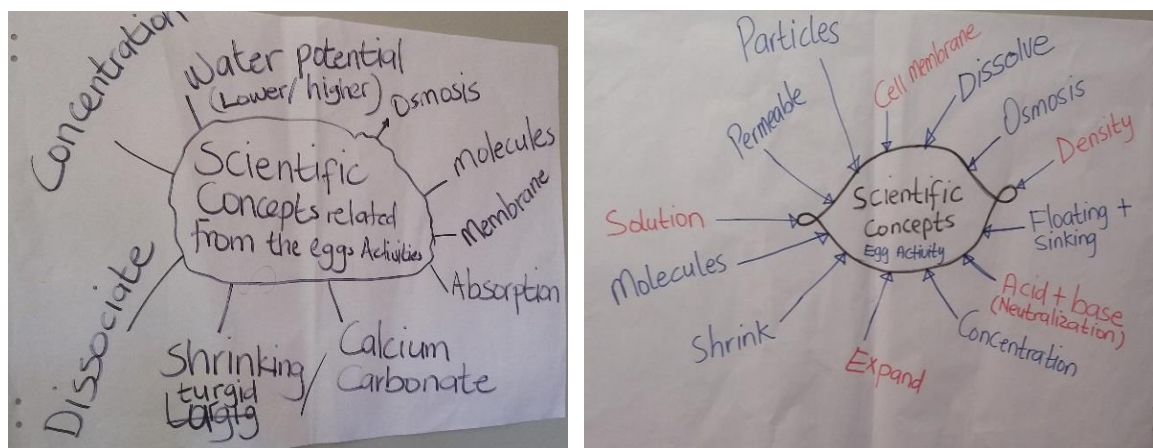 Concentration
Water potential
(Lower/higher)
Osmosis
molecules
Membrane
Absorption
Calcium
Carbonate
Shrinking
turgid
Dissociate
Scientific
Concepts related
from the eggs Activities
Particles
Cell membrane
Dissolve
Osmosis
Density
Floating +
Sinking
Acid + base
(Neutralization)
Concentration
Expand
Shrink
Molecules
Solution
Permeable
Scientific
Concepts
Egg Activity